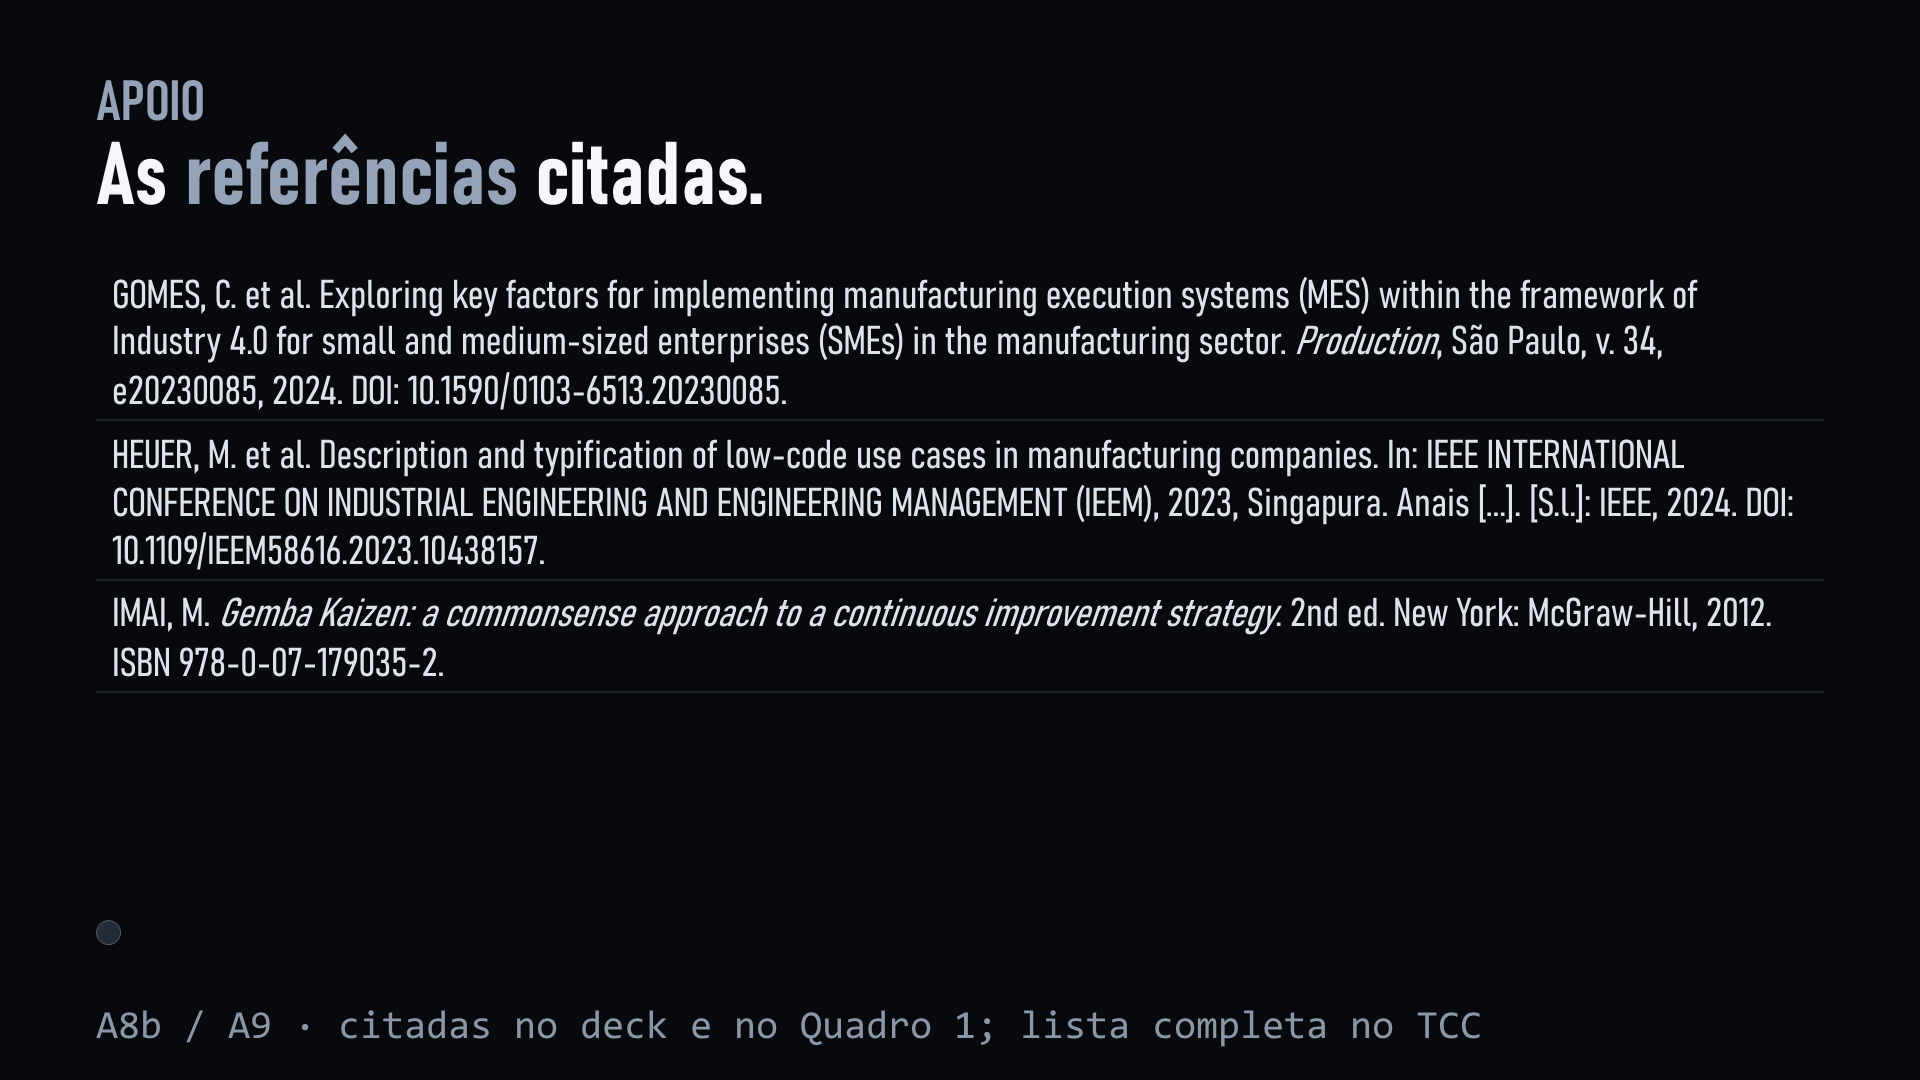 APOIO
As referências citadas.
GOMES, C. et al. Exploring key factors for implementing manufacturing execution systems (MES) within the framework of
Industry 4.0 for small and medium-sized enterprises (SMEs) in the manufacturing sector. Production, São Paulo, v. 34,
e20230085, 2024. DOI: 10.1590/0103-6513.20230085.
HEUER, M. et al. Description and typification of low-code use cases in manufacturing companies. In: IEEE INTERNATIONAL
CONFERENCE ON INDUSTRIAL ENGINEERING AND ENGINEERING MANAGEMENT (IEEM), 2023, Singapura. Anais [...]. [S.l.]: IEEE, 2024. DOI:
10.1109/IEEM58616.2023.10438157.
IMAI, M. Gemba Kaizen: a commonsense approach to a continuous improvement strategy. 2nd ed. New York: McGraw-Hill, 2012.
ISBN 978-0-07-179035-2.
A8b / A9 · citadas no deck e no Quadro 1; lista completa no TCC